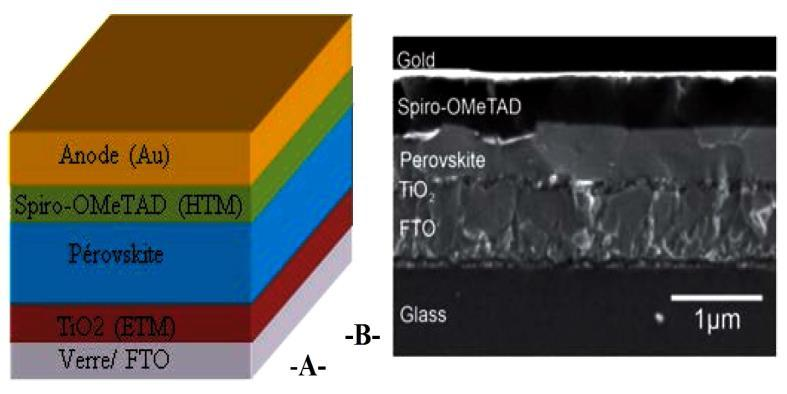 Anode (Au)
Spiro-OMeTAD (HTM)
Pérovskite
TiO2 (ETM)
Verre/ FTO
-A-
-B-
Gold
Spiro-OMeTAD
Perovskite
TiO2
FTO
Glass
1µm